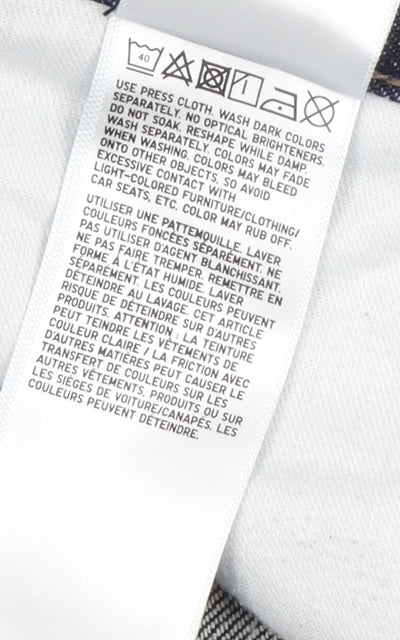 40
USE PRESS CLOTH. WASH DARK COLORS
SEPARATELY. NO OPTICAL BRIGHTENERS.
DO NOT SOAK. RESHAPE WHILE DAMP.
WASH SEPARATELY. COLORS MAY FADE
WHEN WASHING. COLORS MAY BLEED
ONTO OTHER OBJECTS, SO AVOID
EXCESSIVE CONTACT WITH
LIGHT-COLORED FURNITURE/CLOTHING/
CAR SEATS, ETC. COLOR MAY RUB OFF.
UTILISER UNE PATTEMOUILLE. LAVER
COULEURS FONCÉES SÉPARÉMENT. NE
PAS UTILISER D'AGENT BLANCHISSANT.
NE PAS FAIRE TREMPER. REMETTRE EN
FORME À L'ÉTAT HUMIDE. LAVER
SÉPARÉMENT. LES COULEURS PEUVENT
DÉTEINDRE AU LAVAGE. CET ARTICLE
RISQUE DE DÉTEINDRE SUR D'AUTRES
PRODUITS. ATTENTION, LA TEINTURE
PEUT TEINDRE LES VÊTEMENTS DE
COULEUR CLAIRE / LA FRICTION AVEC
D'AUTRES MATIÈRES PEUT CAUSER LE
TRANSFERT DE COULEURS SUR LES
AUTRES VÊTEMENTS, PRODUITS OU SUR
LES SIÈGES DE VOITURE/CANAPÉS. LES
COULEURS PEUVENT DÉTEINDRE.